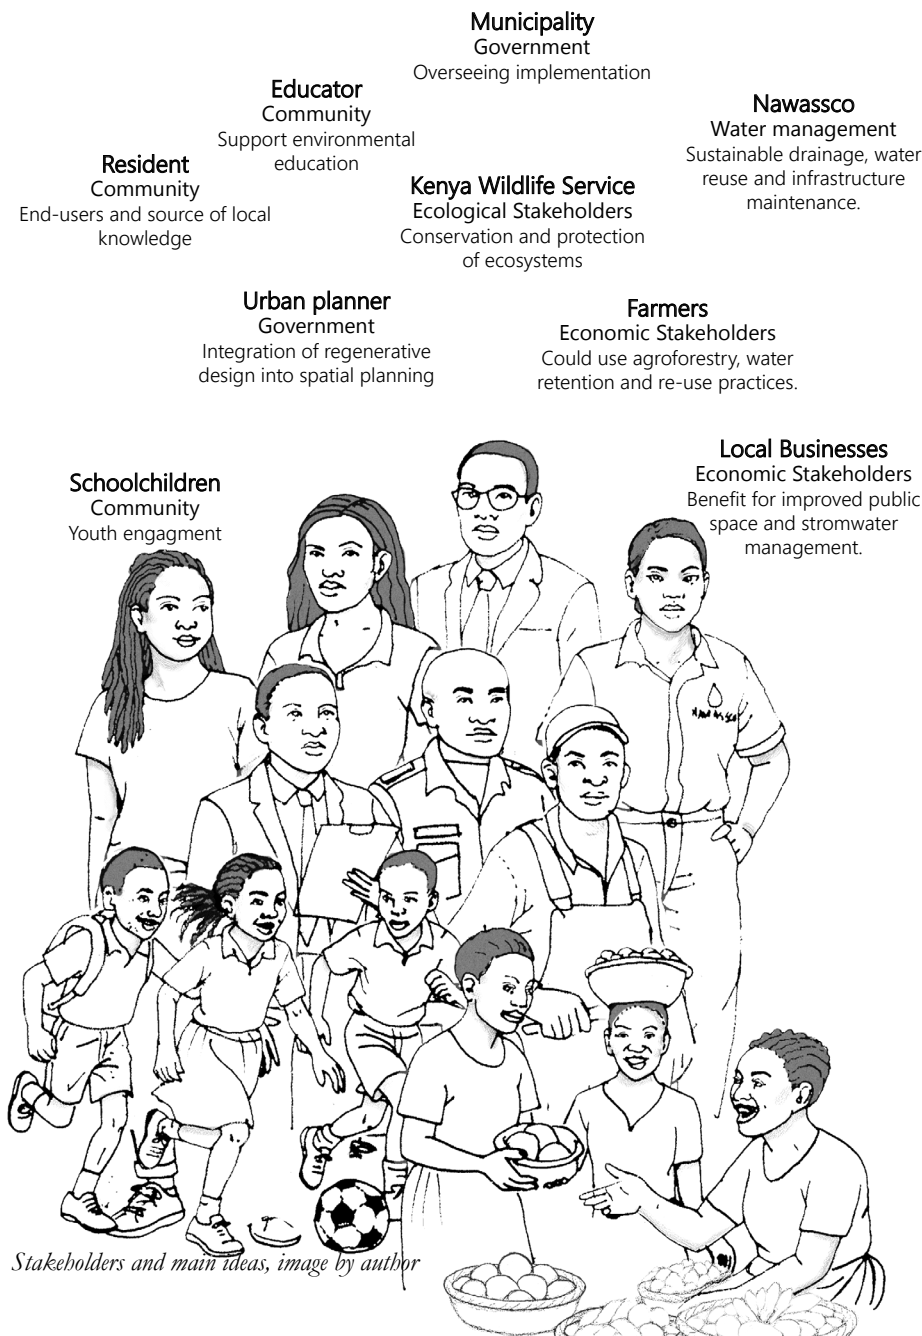 Municipality
Government
Overseeing implementation
Educator
Community
Support environmental
education
Nawassco
Water management
Sustainable drainage, water
reuse and infrastructure
maintenance.
Resident
Community
End-users and source of local
knowledge
Kenya Wildlife Service
Ecological Stakeholders
Conservation and protection
of ecosystems
Urban planner
Government
Integration of regenerative
design into spatial planning
Farmers
Economic Stakeholders
Could use agroforestry, water
retention and re-use practices.
Local Businesses
Economic Stakeholders
Benefit for improved public
space and stromwater
management.
Schoolchildren
Community
Youth engagment
Stakeholders and main ideas, image by author